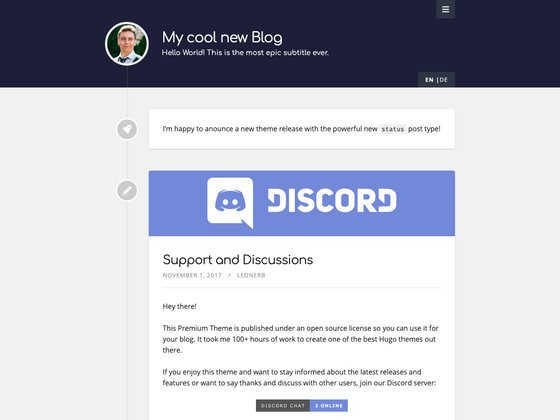 My cool new Blog
Hello World! This is the most epic subtitle ever.
EN | DE
I'm happy to anounce a new theme release with the powerful new status post type!
DISCORD
Support and Discussions
NOVEMBER 1, 2017 / LEDNERB
Hey there!
This Premium Theme is published under an open source license so you can use it for
your blog. It took me 100+ hours of work to create one of the best Hugo themes out
there.
If you enjoy this theme and want to stay informed about the latest releases and
features or want to say thanks and discuss with other users, join our Discord server:
DISCORD CHAT 3 ONLINE